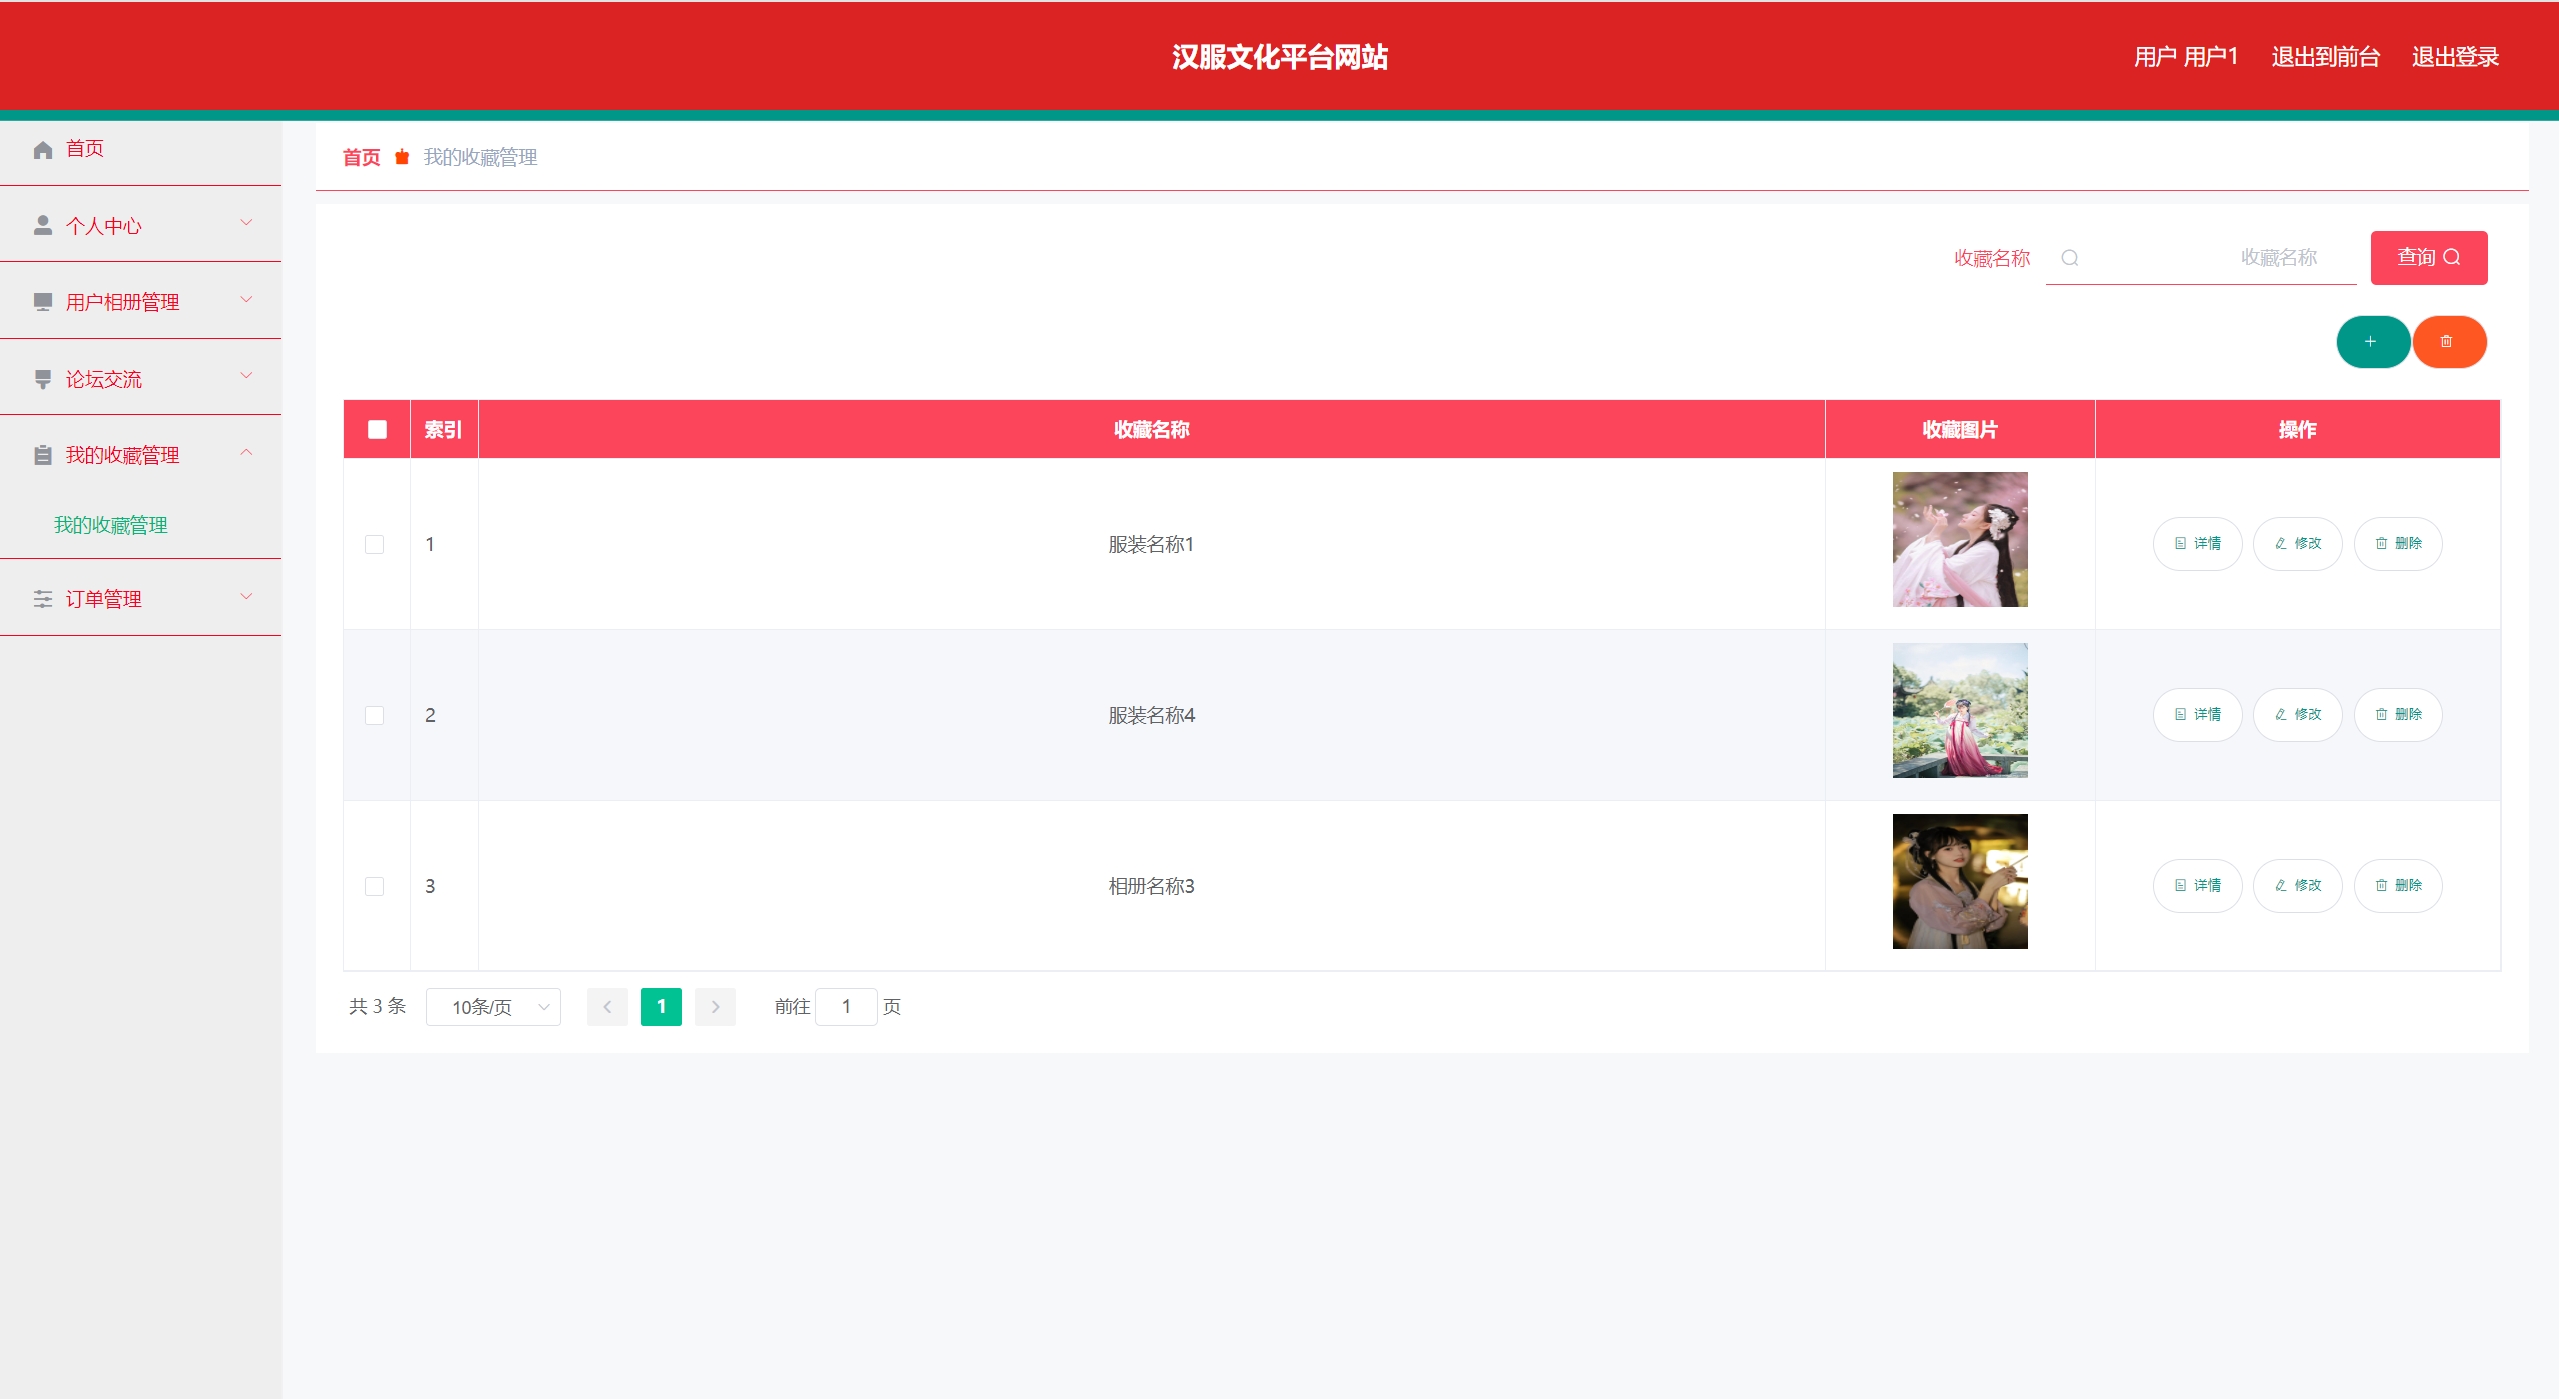 汉服文化平台网站
用户 用户1 退出到前台 退出登录
首页
个人中心
用户相册管理
论坛交流
我的收藏管理
我的收藏管理
订单管理
首页 我的收藏管理
收藏名称 收藏名称 查询
索引 收藏名称 收藏图片 操作
1 服装名称1 详情 修改 删除
2 服装名称4 详情 修改 删除
3 相册名称3 详情 修改 删除
共 3 条 10条/页 1 前往 1 页